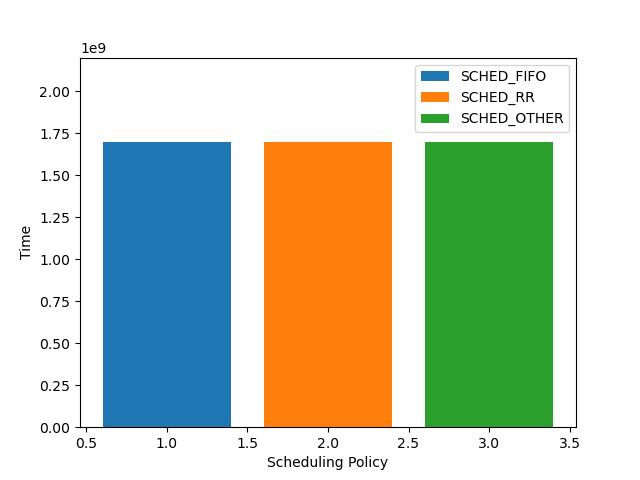 1e9
SCHED_FIFO
SCHED_RR
SCHED_OTHER
2.00
1.75
1.50
1.25
1.00
0.75
0.50
0.25
0.00
Time
0.5 1.0 1.5 2.0 2.5 3.0 3.5
Scheduling Policy